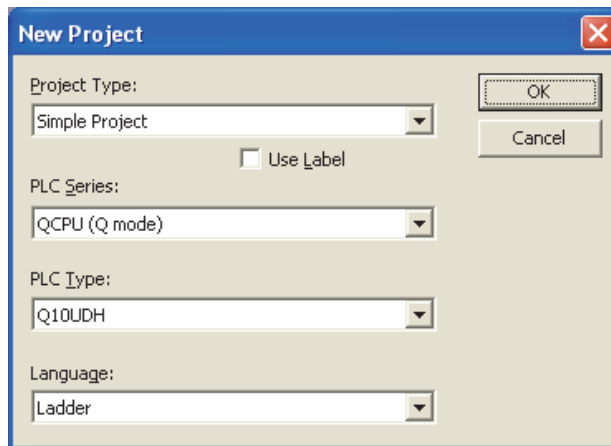 New Project
Project Type:
OK
Simple Project
Cancel
Use Label
PLC Series:
QCPU (Q mode)
PLC Type:
Q10UDH
Language:
Ladder